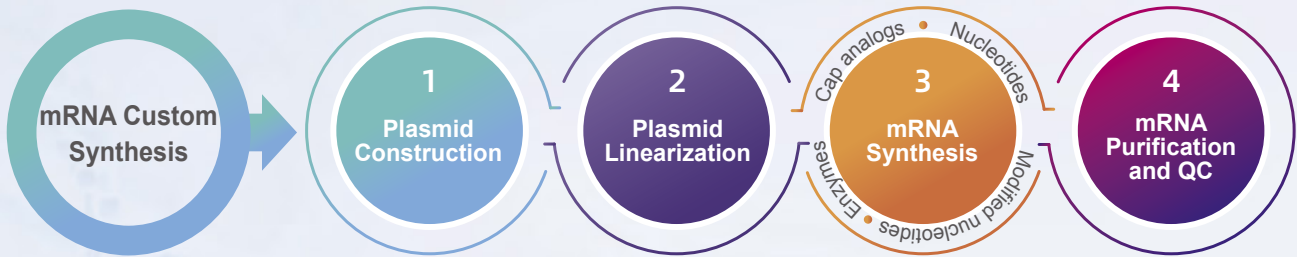 mRNA Custom
Synthesis
1
Plasmid
Construction
2
Plasmid
Linearization
Cap analogs • Nucleotides
3
mRNA
Synthesis
Enzymes • Modified nucleotides
4
mRNA
Purification
and QC